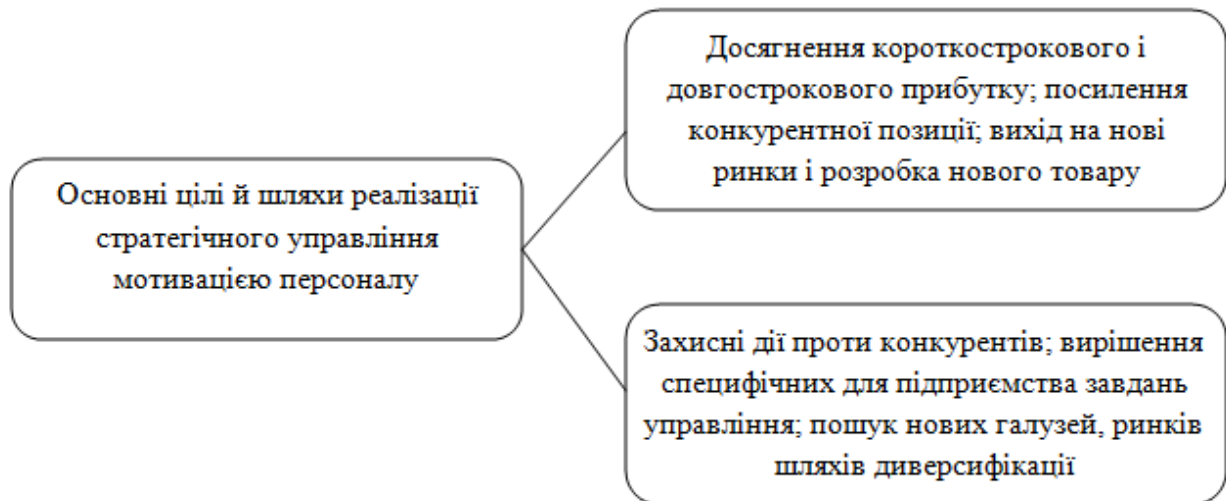 Основні цілі й шляхи реалізації
стратегічного управління
мотивацією персоналу
Досягнення короткострокового і
довгострокового прибутку; посилення
конкурентної позиції; вихід на нові
ринки і розробка нового товару
Захисні дії проти конкурентів; вирішення
специфічних для підприємства завдань
управління; пошук нових галузей, ринків
шляхів диверсифікації